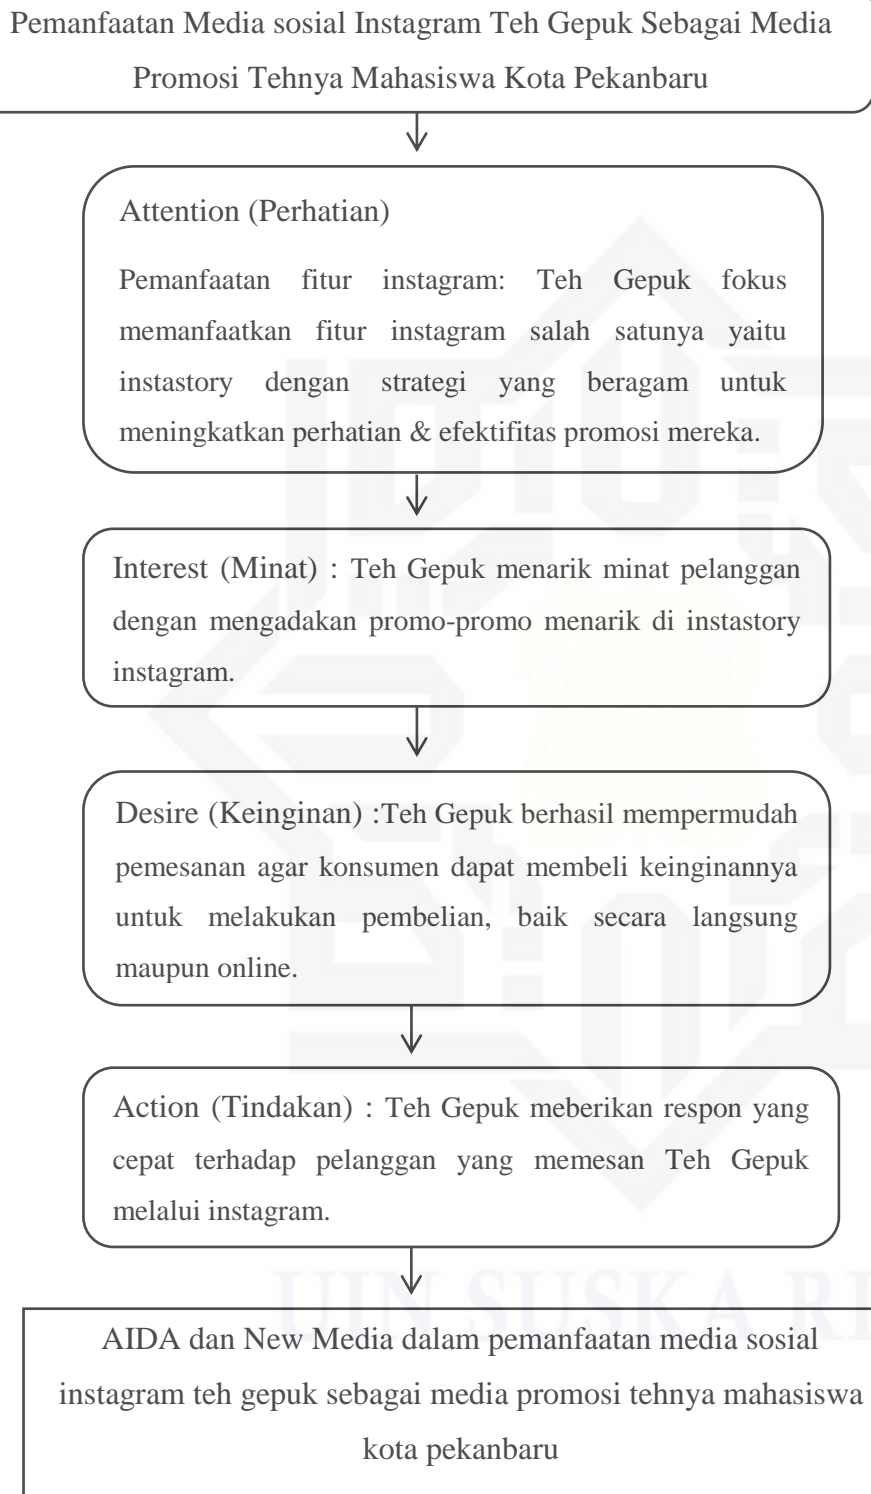 Pemanfaatan Media sosial Instagram Teh Gepuk Sebagai Media
Promosi Tehnya Mahasiswa Kota Pekanbaru
Attention (Perhatian)
Pemanfaatan fitur instagram: Teh Gepuk fokus
memanfaatkan fitur instagram salah satunya yaitu
instastory dengan strategi yang beragam untuk
meningkatkan perhatian & efektifitas promosi mereka.
Interest (Minat) : Teh Gepuk menarik minat pelanggan
dengan mengadakan promo-promo menarik di instastory
instagram.
Desire (Keinginan) :Teh Gepuk berhasil mempermudah
pemesanan agar konsumen dapat membeli keinginannya
untuk melakukan pembelian, baik secara langsung
maupun online.
Action (Tindakan) : Teh Gepuk meberikan respon yang
cepat terhadap pelanggan yang memesan Teh Gepuk
melalui instagram.
UIN SUSKA RI
AIDA dan New Media dalam pemanfaatan media sosial
instagram teh gepuk sebagai media promosi tehnya mahasiswa
kota pekanbaru